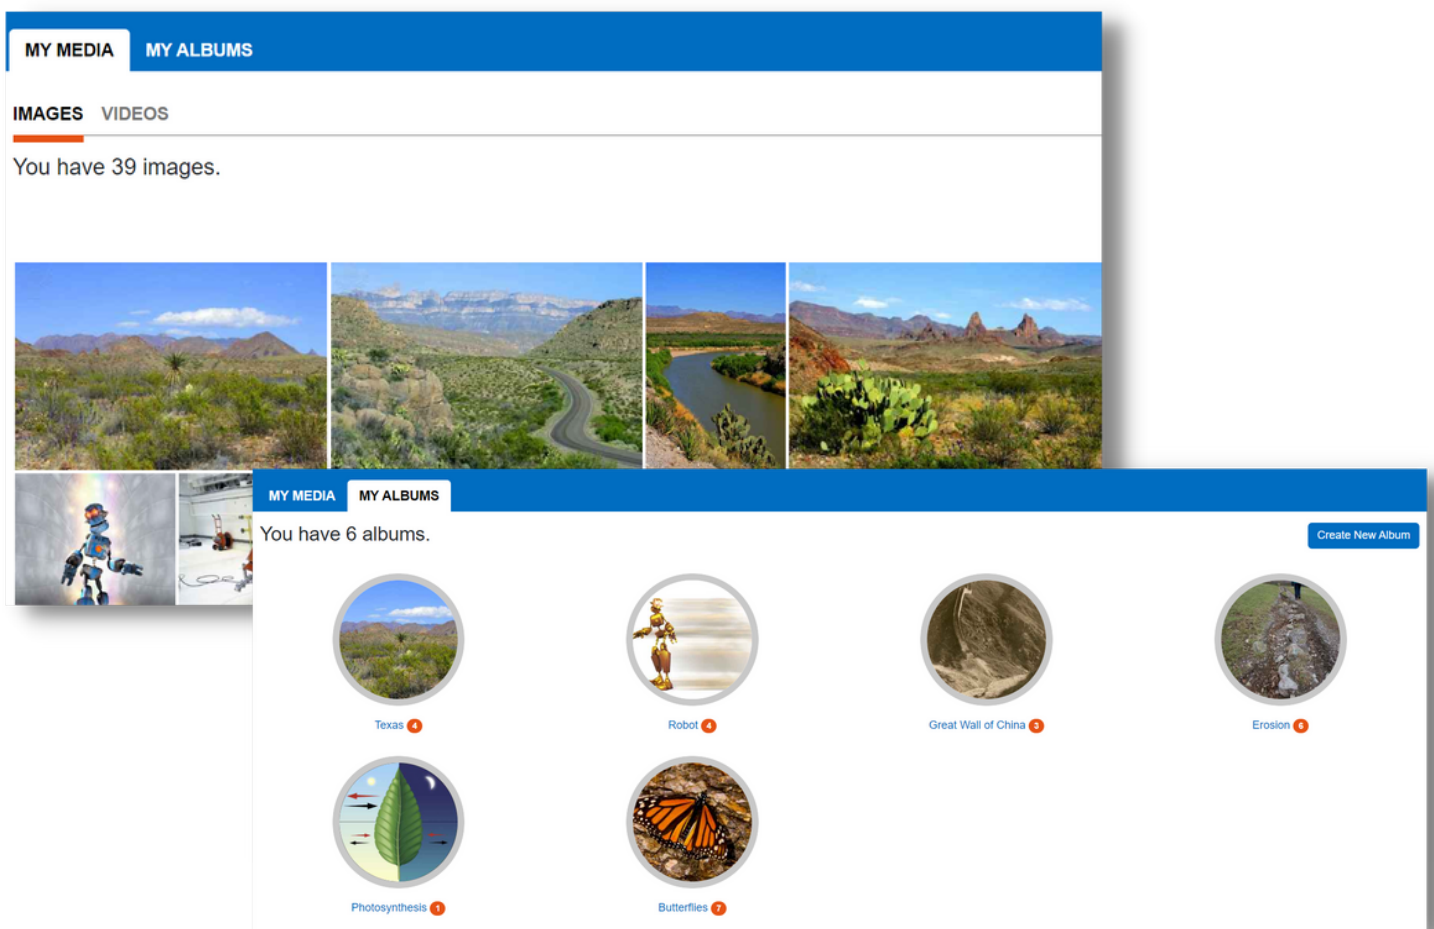 MY MEDIA MY ALBUMS
IMAGES VIDEOS
You have 39 images.
MY MEDIA MY ALBUMS
You have 6 albums. Create New Album
Texas 4 Robot 4 Great Wall of China 3 Erosion 6
Photosynthesis 1 Butterflies 7